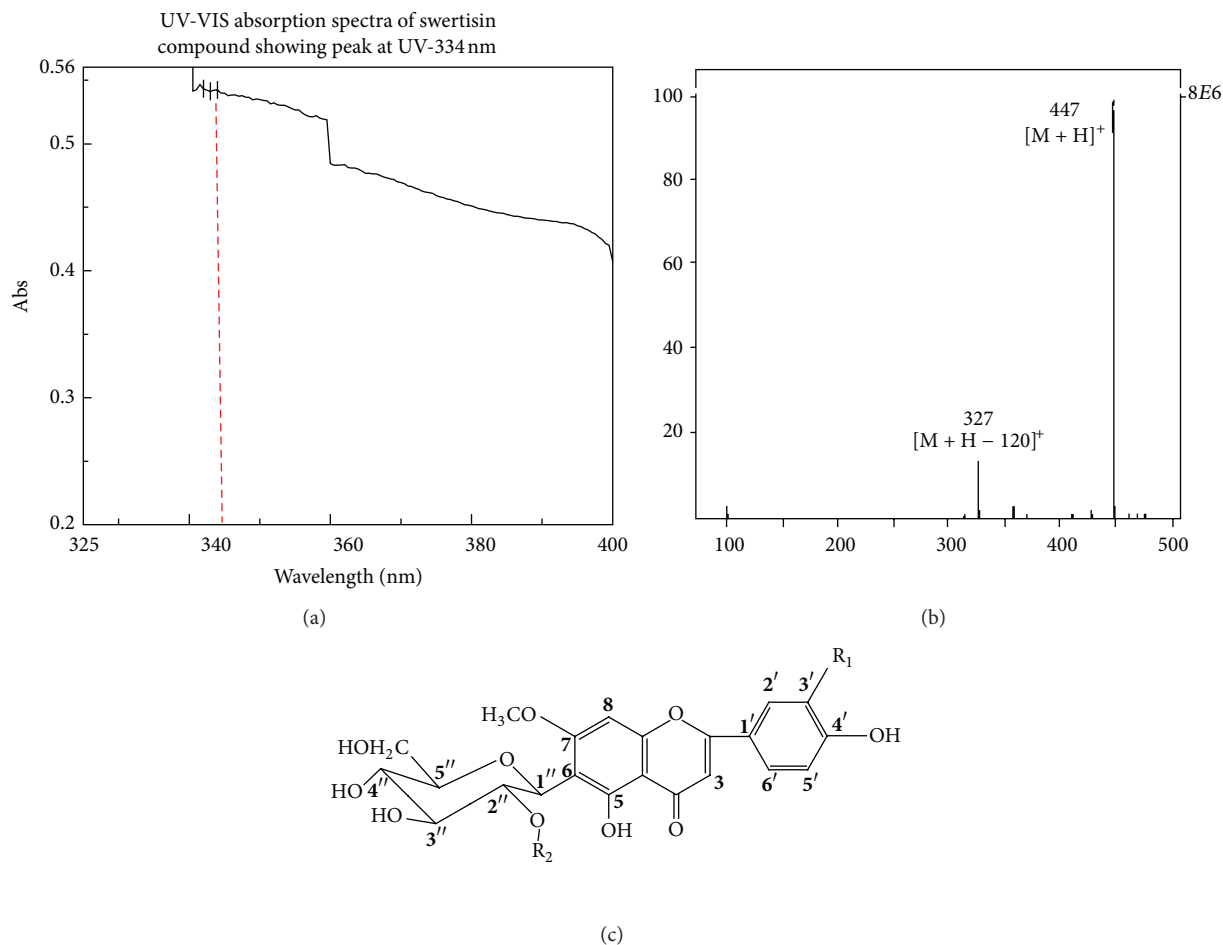 UV-VIS absorption spectra of swertisin
compound showing peak at UV-334 nm
0.56
0.5
0.4
0.3
0.2
Abs
325
340
360
380
400
Wavelength (nm)
(a)
100
80
60
40
20
8E6
447
[M + H]+
327
[M + H − 120]+
100
200
300
400
500
(b)
R1
2′
3′
8
H3CO
O
1′
4′
OH
7
HOH2C
O
6
3
6′
5′
5″
1″
5
HO
4″
2″
OH
O
HO
3″
O
R2
(c)